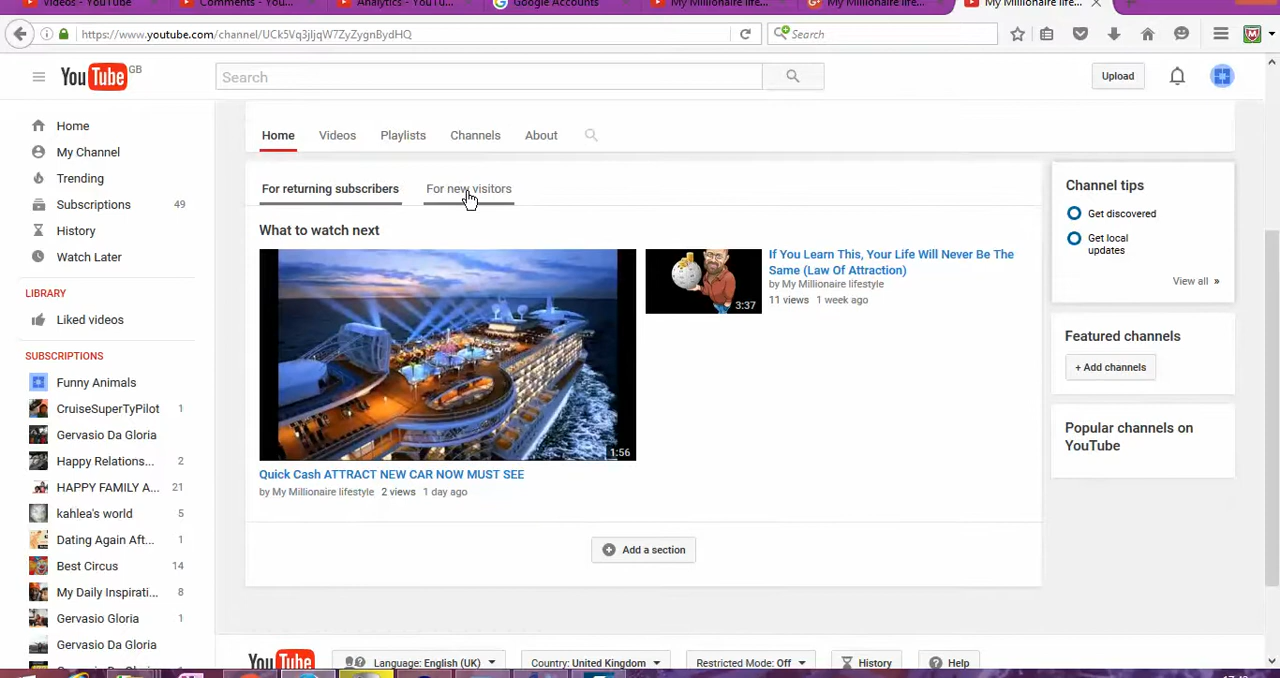 Videos - YouTube
Comments - You...
Analytics - YouTu...
Google Accounts
My Millionaire lifest...
My Millionaire lifest...
My Millionaire life...
https://www.youtube.com/channel/UCk5Vq3jIjqW7ZyZygnBydHQ
Search
YouTube GB
Search
Upload
Home
My Channel
Trending
Subscriptions 49
History
Watch Later
LIBRARY
Liked videos
SUBSCRIPTIONS
Funny Animals
CruiseSuperTyPilot 1
Gervasio Da Gloria
Happy Relations... 2
HAPPY FAMILY A... 21
kahlea's world 5
Dating Again Aft... 1
Best Circus 14
My Daily Inspirati... 8
Gervasio Gloria 1
Gervasio Da Gloria
Home Videos Playlists Channels About
For returning subscribers For new visitors
What to watch next
1:56
Quick Cash ATTRACT NEW CAR NOW MUST SEE
by My Millionaire lifestyle 2 views 1 day ago
3:37
If You Learn This, Your Life Will Never Be The
Same (Law Of Attraction)
by My Millionaire lifestyle
11 views 1 week ago
Add a section
Channel tips
Get discovered
Get local
updates
View all »
Featured channels
+ Add channels
Popular channels on
YouTube
YouTube
Language: English (UK)
Country: United Kingdom
Restricted Mode: Off
History
Help